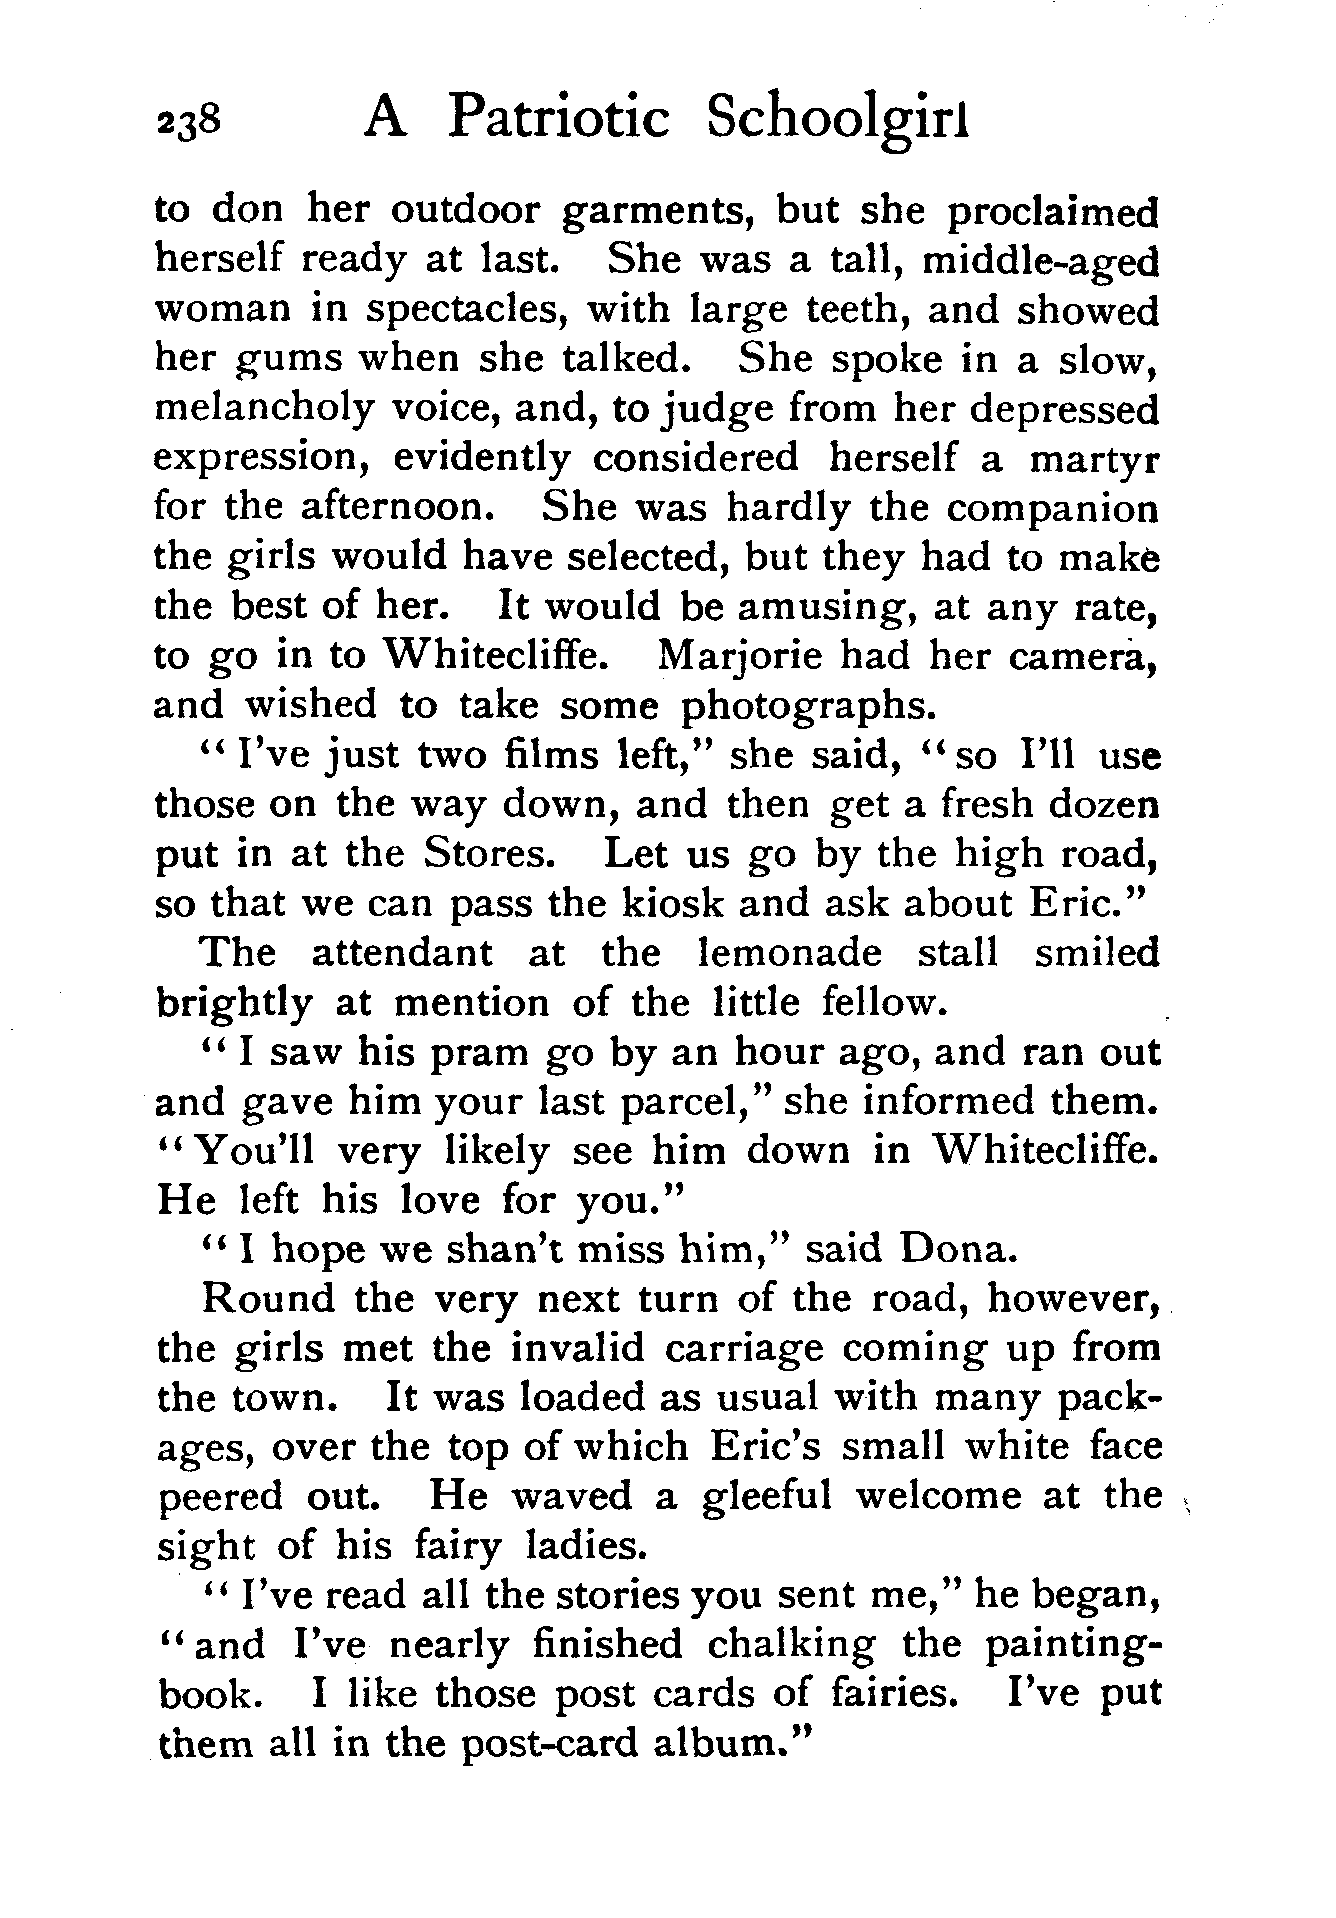 238 A Patriotic Schoolgirl
to don her outdoor garments, but she proclaimed
herself ready at last. She was a tall, middle-aged
woman in spectacles, with large teeth, and showed
her gums when she talked. She spoke in a slow,
melancholy voice, and, to judge from her depressed
expression, evidently considered herself a martyr
for the afternoon. She was hardly the companion
the girls would have selected, but they had to make
the best of her. It would be amusing, at any rate,
to go in to Whitecliffe. Marjorie had her camera,
and wished to take some photographs.
“I’ve just two films left,” she said, “so I’ll use
those on the way down, and then get a fresh dozen
put in at the Stores. Let us go by the high road,
so that we can pass the kiosk and ask about Eric.”
The attendant at the lemonade stall smiled
brightly at mention of the little fellow.
“I saw his pram go by an hour ago, and ran out
and gave him your last parcel,” she informed them.
“You’ll very likely see him down in Whitecliffe.
He left his love for you.”
“I hope we shan’t miss him,” said Dona.
Round the very next turn of the road, however,
the girls met the invalid carriage coming up from
the town. It was loaded as usual with many pack-
ages, over the top of which Eric’s small white face
peered out. He waved a gleeful welcome at the
sight of his fairy ladies.
“I’ve read all the stories you sent me,” he began,
“and I’ve nearly finished chalking the painting-
book. I like those post cards of fairies. I’ve put
them all in the post-card album.”